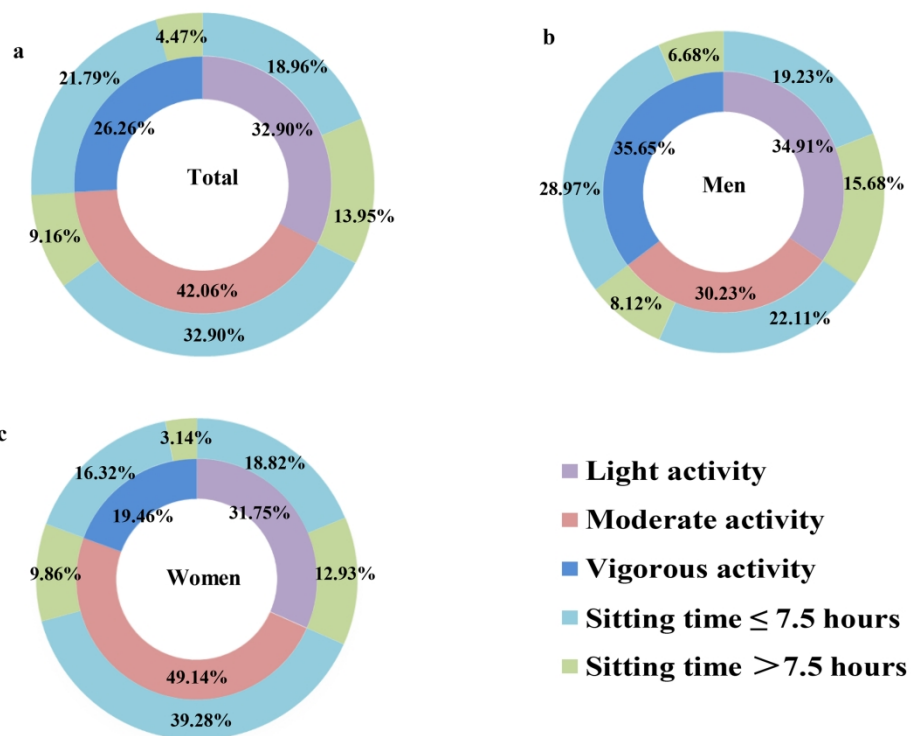 a
4.47%
18.96%
21.79%
26.26%
32.90%
Total
13.95%
9.16%
42.06%
32.90%
b
6.68%
19.23%
35.65%
34.91%
28.97%
Men
15.68%
8.12%
30.23%
22.11%
c
3.14%
18.82%
16.32%
19.46%
31.75%
9.86%
Women
12.93%
49.14%
39.28%
Light activity
Moderate activity
Vigorous activity
Sitting time ≤ 7.5 hours
Sitting time ＞7.5 hours